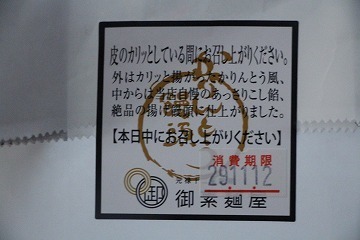 皮のカリッとしている間にお召し上がりください。
外はカリッと揚がったかりんとう風、
中からは当店自慢のあっさりこし餡、
絶品の揚げ饅頭に仕上がりました。
【本日中にお召し上がりください】
消費期限
291112
御
御素麺屋